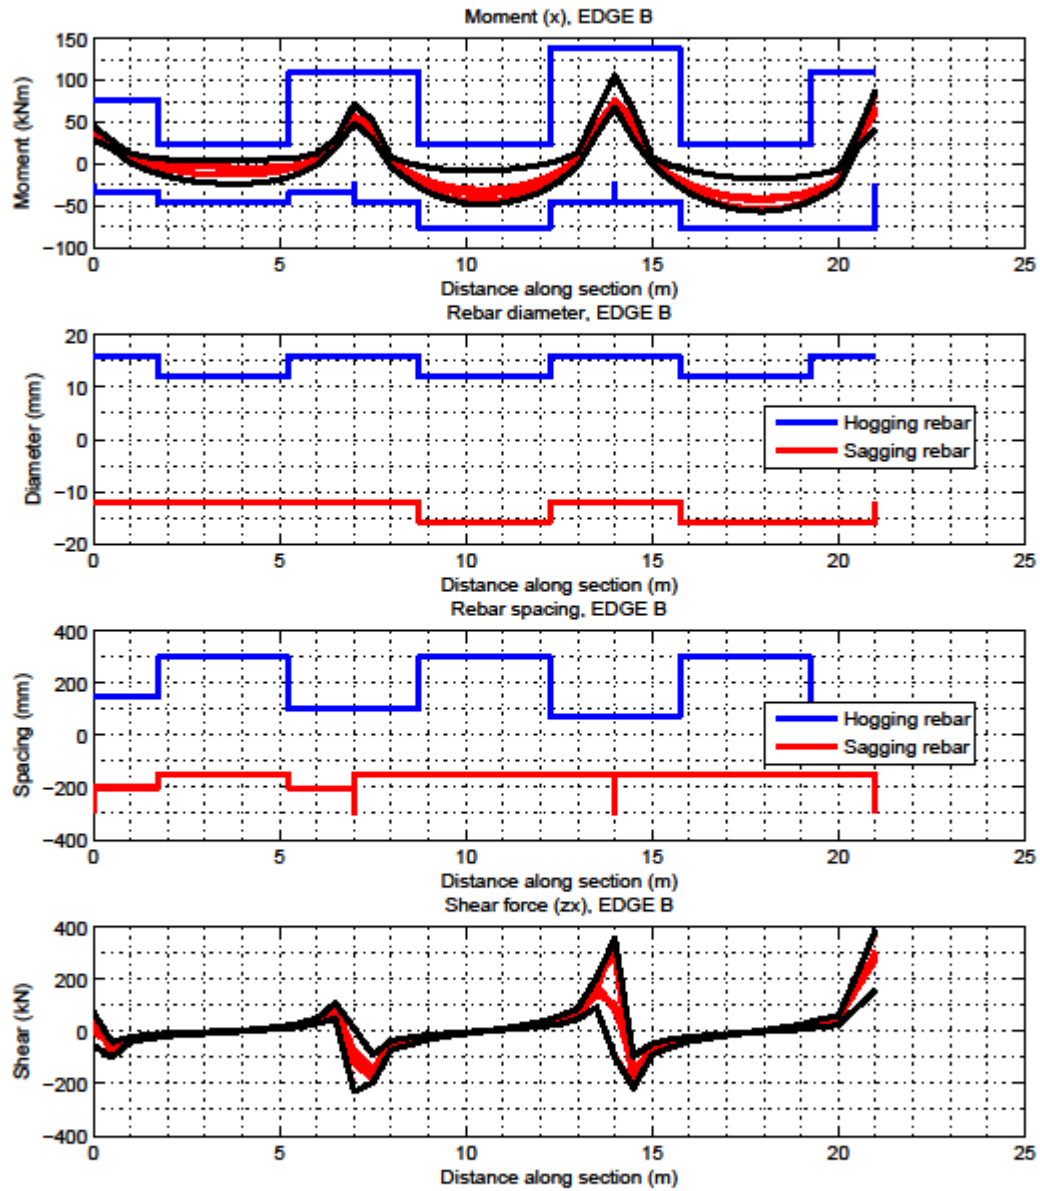 Moment (x), EDGE B
Moment (kNm)
150
100
50
0
−50
−100
0 5 10 15 20 25
Distance along section (m)
Rebar diameter, EDGE B
Diameter (mm)
20
10
0
−10
−20
Hogging rebar
Sagging rebar
0 5 10 15 20 25
Distance along section (m)
Rebar spacing, EDGE B
Spacing (mm)
400
200
0
−200
−400
Hogging rebar
Sagging rebar
0 5 10 15 20 25
Distance along section (m)
Shear force (zx), EDGE B
Shear (kN)
400
200
0
−200
−400
0 5 10 15 20 25
Distance along section (m)